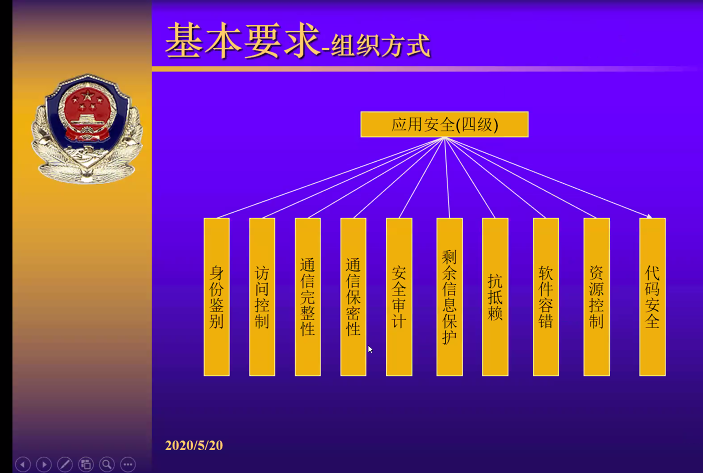 基本要求-组织方式
应用安全(四级)
身份鉴别
访问控制
通信完整性
通信保密性
安全审计
剩余信息保护
抗抵赖
软件容错
资源控制
代码安全
2020/5/20